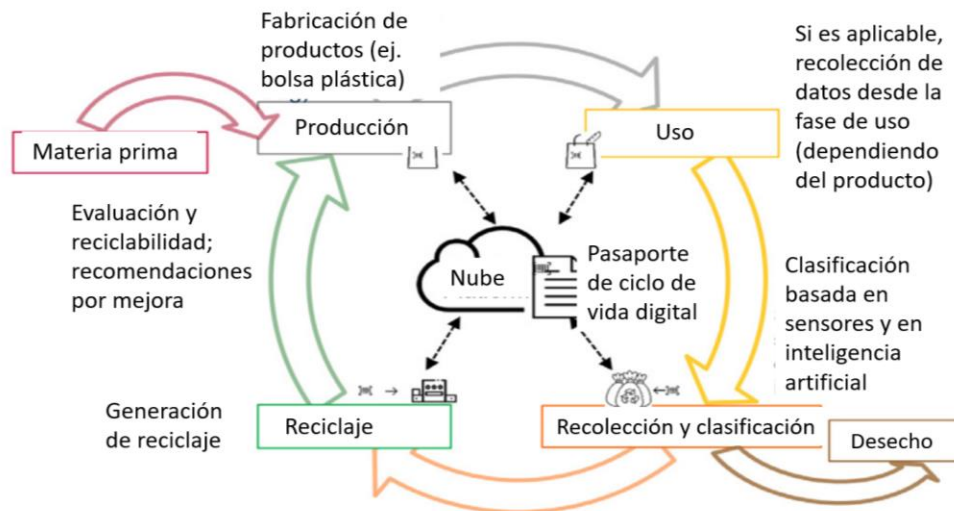 Fabricación de
productos (ej.
bolsa plástica)
Producción
Materia prima
Si es aplicable,
recolección de
datos desde la
fase de uso
(dependiendo
del producto)
Uso
Evaluación y
reciclabilidad;
recomendaciones
por mejora
Nube
Pasaporte
de ciclo de
vida digital
Clasificación
basada en
sensores y en
inteligencia
artificial
Generación
de reciclaje
Reciclaje
Recolección y clasificación
Desecho